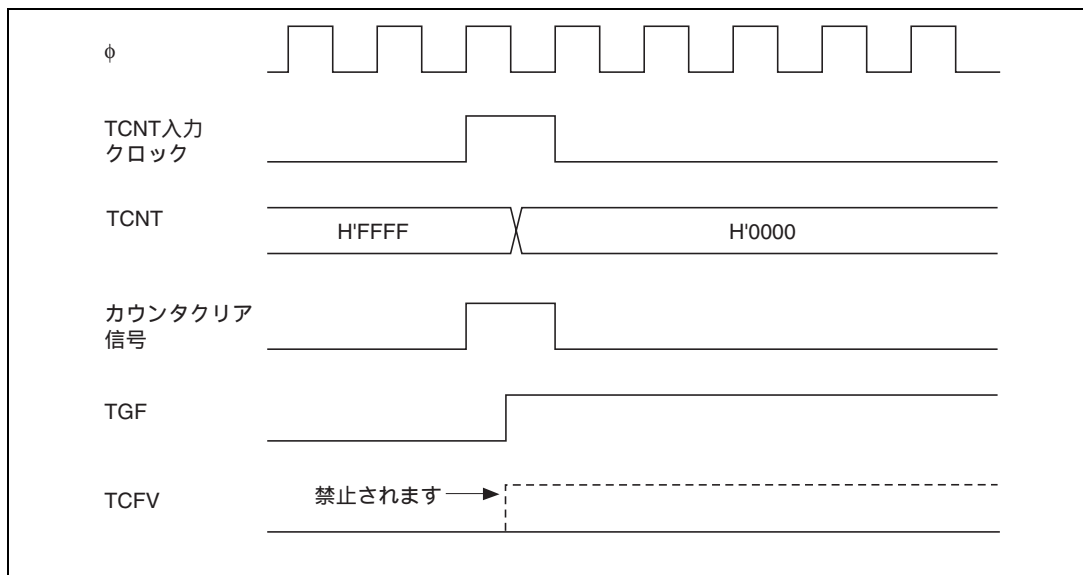 φ
TCNT入力
クロック
TCNT
H'FFFF
H'0000
カウンタクリア
信号
TGF
TCFV
禁止されます